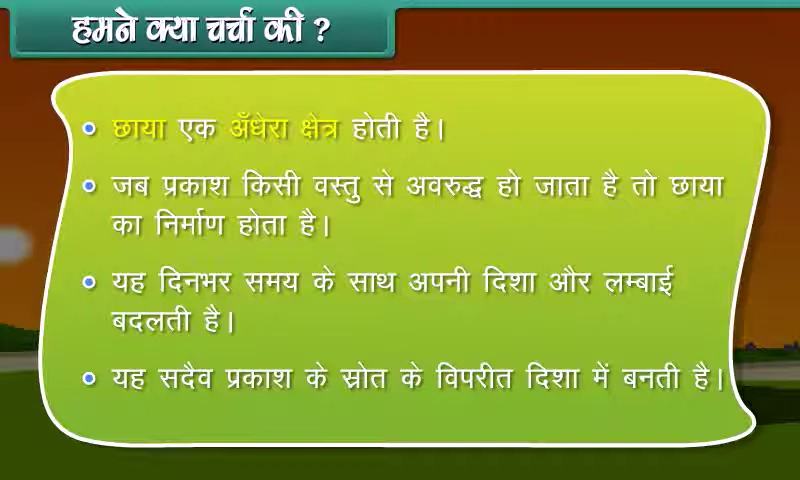 हमने क्या चर्चा की ?
• छाया एक अँधेरा क्षेत्र होती है।
• जब प्रकाश किसी वस्तु से अवरुद्ध हो जाता है तो छाया
का निर्माण होता है।
• यह दिनभर समय के साथ अपनी दिशा और लम्बाई
बदलती है।
• यह सदैव प्रकाश के स्रोत के विपरीत दिशा में बनती है।